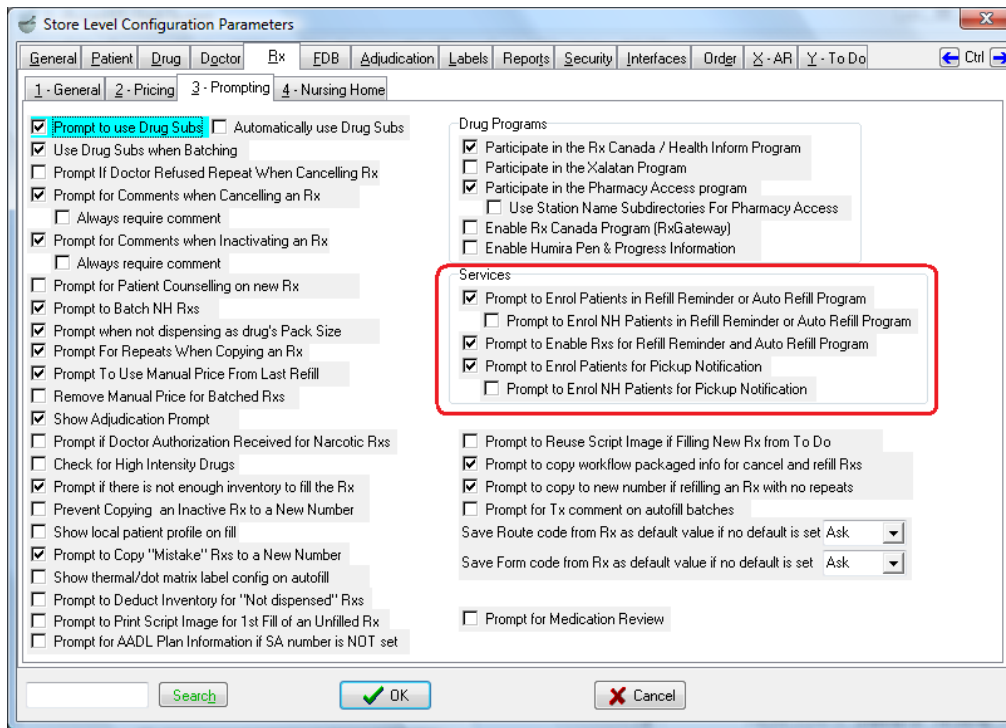 Store Level Configuration Parameters
General Patient Drug Doctor Rx FDB Adjudication Labels Reports Security Interfaces Order X - AR Y - To Do Ctrl
1 - General 2 - Pricing 3 - Prompting 4 - Nursing Home
Prompt to use Drug Subs Automatically use Drug Subs
Use Drug Subs when Batching
Prompt If Doctor Refused Repeat When Cancelling Rx
Prompt for Comments when Cancelling an Rx
Always require comment
Prompt for Comments when Inactivating an Rx
Always require comment
Prompt for Patient Counselling on new Rx
Prompt to Batch NH Rxs
Prompt when not dispensing as drug's Pack Size
Prompt For Repeats When Copying an Rx
Prompt To Use Manual Price From Last Refill
Remove Manual Price for Batched Rxs
Show Adjudication Prompt
Prompt if Doctor Authorization Received for Narcotic Rxs
Check for High Intensity Drugs
Prompt if there is not enough inventory to fill the Rx
Prevent Copying an Inactive Rx to a New Number
Show local patient profile on fill
Prompt to Copy "Mistake" Rxs to a New Number
Show thermal/dot matrix label config on autofill
Prompt to Deduct Inventory for "Not dispensed" Rxs
Prompt to Print Script Image for 1st Fill of an Unfilled Rx
Prompt for AADL Plan Information if SA number is NOT set
Drug Programs
Participate in the Rx Canada / Health Inform Program
Participate in the Xalatan Program
Participate in the Pharmacy Access program
Use Station Name Subdirectories For Pharmacy Access
Enable Rx Canada Program (RxGateway)
Enable Humira Pen & Progress Information
Services
Prompt to Enrol Patients in Refill Reminder or Auto Refill Program
Prompt to Enrol NH Patients in Refill Reminder or Auto Refill Program
Prompt to Enable Rxs for Refill Reminder and Auto Refill Program
Prompt to Enrol Patients for Pickup Notification
Prompt to Enrol NH Patients for Pickup Notification
Prompt to Reuse Script Image if Filling New Rx from To Do
Prompt to copy workflow packaged info for cancel and refill Rxs
Prompt to copy to new number if refilling an Rx with no repeats
Prompt for Tx comment on autofill batches
Save Route code from Rx as default value if no default is set Ask
Save Form code from Rx as default value if no default is set Ask
Prompt for Medication Review
Search OK Cancel